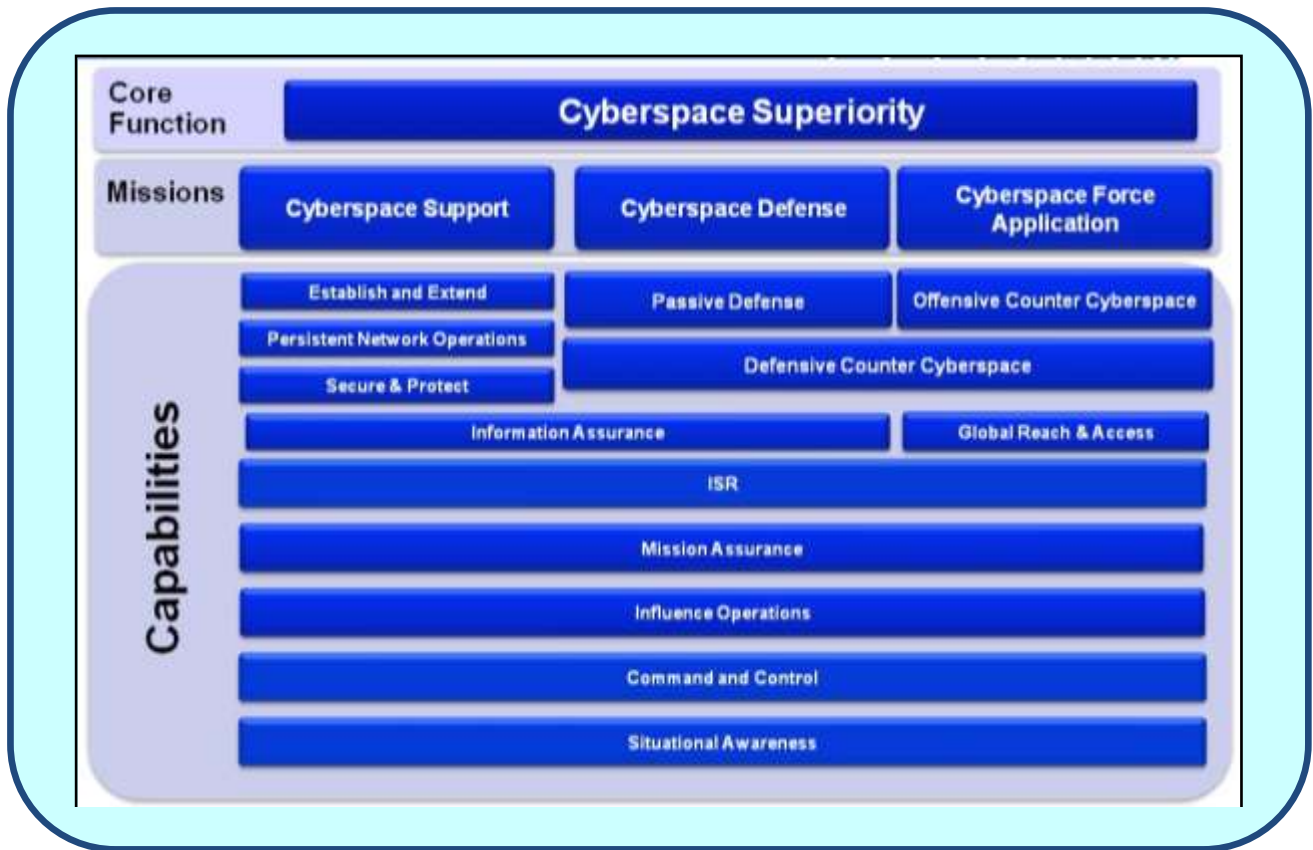 Core
Function
Cyberspace Superiority
Missions
Cyberspace Support
Cyberspace Defense
Cyberspace Force
Application
Capabilities
Establish and Extend
Passive Defense
Offensive Counter Cyberspace
Persistent Network Operations
Defensive Counter Cyberspace
Secure & Protect
Information Assurance
Global Reach & Access
ISR
Mission Assurance
Influence Operations
Command and Control
Situational Awareness